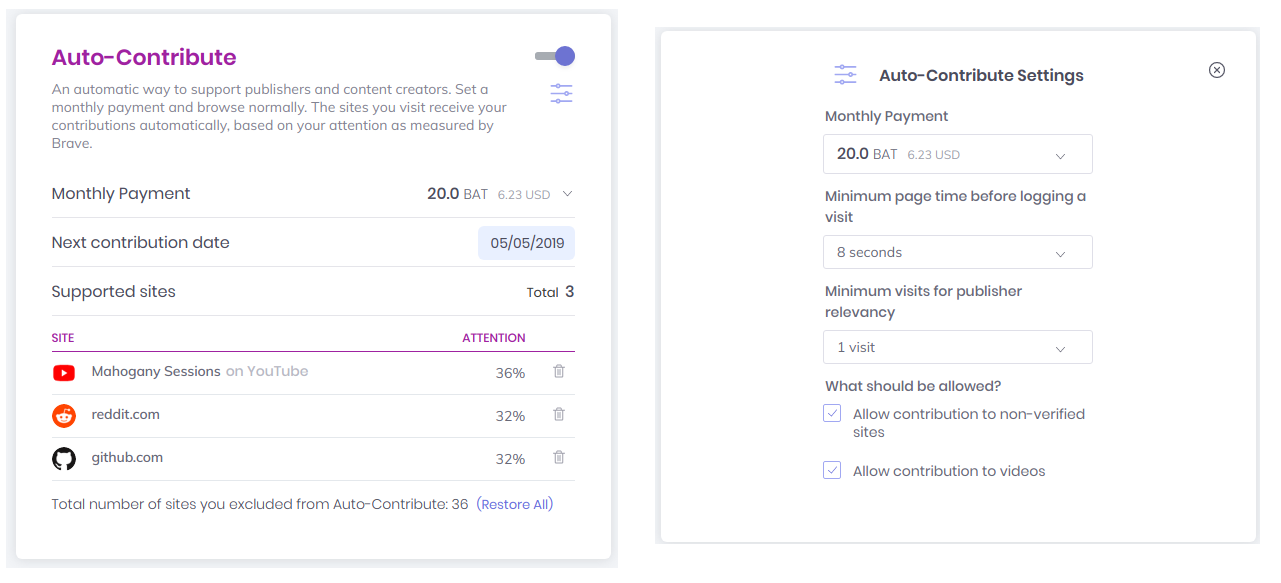 Auto-Contribute
An automatic way to support publishers and content creators. Set a
monthly payment and browse normally. The sites you visit receive your
contributions automatically, based on your attention as measured by
Brave.
Monthly Payment 20.0 BAT 6.23 USD
Next contribution date 05/05/2019
Supported sites Total 3
SITE ATTENTION
Mahogany Sessions on YouTube 36%
reddit.com 32%
github.com 32%
Total number of sites you excluded from Auto-Contribute: 36 (Restore All)
Auto-Contribute Settings
Monthly Payment
20.0 BAT 6.23 USD
Minimum page time before logging a
visit
8 seconds
Minimum visits for publisher
relevancy
1 visit
What should be allowed?
Allow contribution to non-verified
sites
Allow contribution to videos